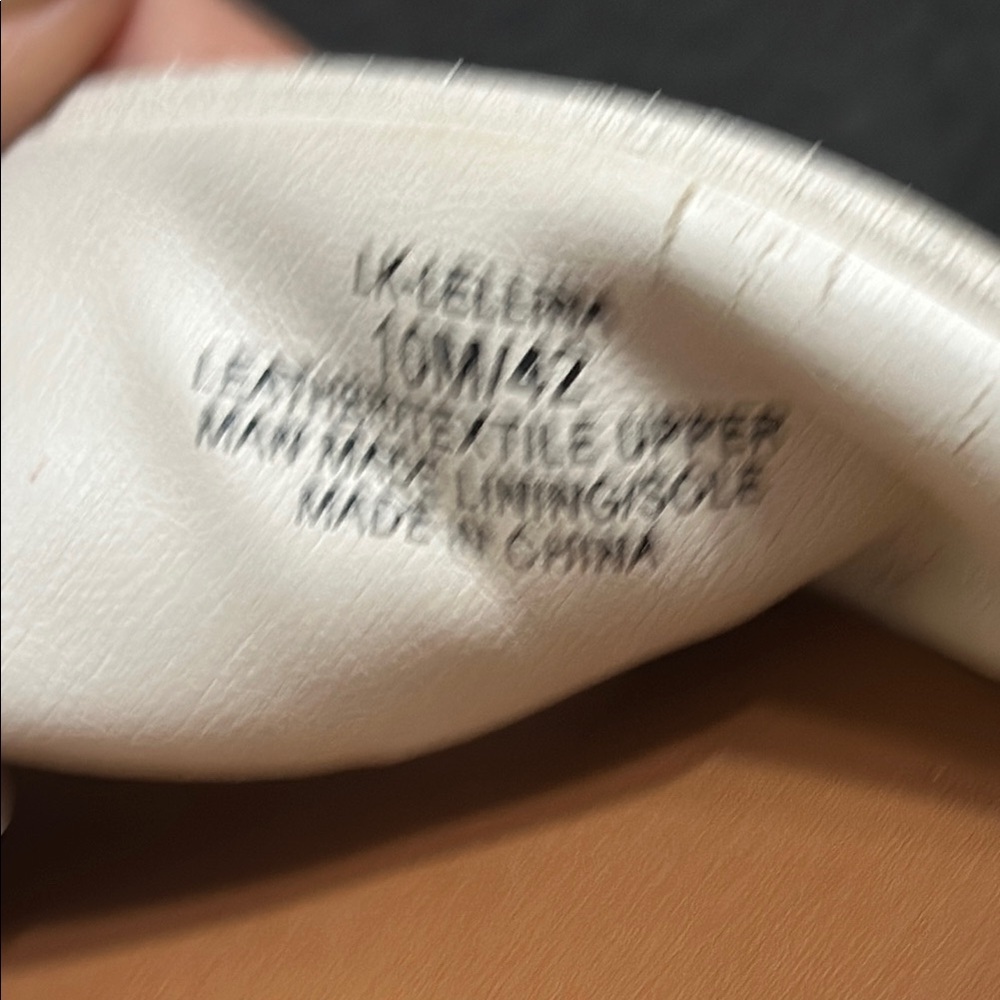 10M/42
LEATHER/TEXTILE UPPER
MAN MADE LINING/SOLE
MADE IN CHINA